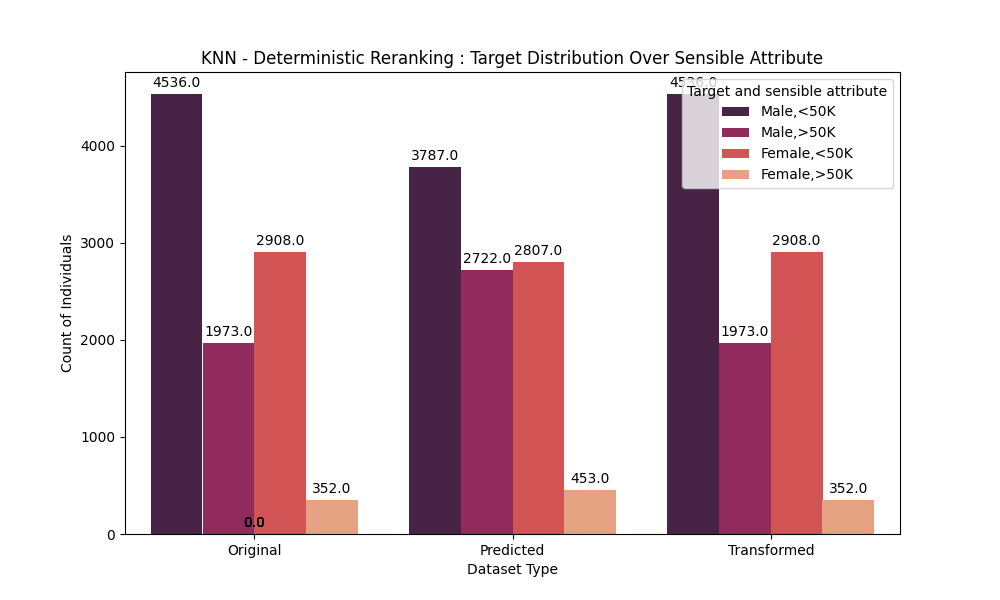 KNN - Deterministic Reranking : Target Distribution Over Sensible Attribute
4536.0
1973.0
2908.0
352.0
0.0
3787.0
2722.0
2807.0
453.0
4536.0
1973.0
2908.0
352.0
Target and sensible attribute
Male,<50K
Male,>50K
Female,<50K
Female,>50K
Count of Individuals
4000
3000
2000
1000
0
Original
Predicted
Transformed
Dataset Type